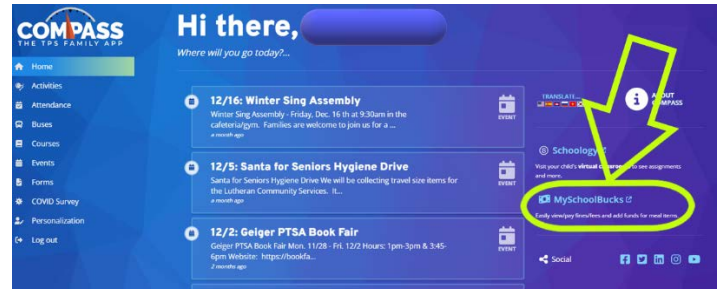 COMPASS
THE TPS FAMILY APP
Home
Activities
Attendance
Buses
Courses
Events
Forms
COVID Survey
Personalization
Log out
Hi there,
Where will you go today?...
12/16: Winter Sing Assembly
Winter Sing Assembly - Friday, Dec. 16 th at 9:30am in the
cafeteria/gym. Families are welcome to join us for a ...
a month ago
EVENT
12/5: Santa for Seniors Hygiene Drive
Santa for Seniors Hygiene Drive We will be collecting travel size items for
the Lutheran Community Services. It...
a month ago
EVENT
12/2: Geiger PTSA Book Fair
Geiger PTSA Book Fair Mon. 11/28 - Fri. 12/2 Hours: 1pm-3pm & 3:45-
6pm Website: https://bookfa...
2 months ago
EVENT
TRANSLATE...
ABOUT
COMPASS
Schoology
Visit your child's virtual to see assignments
and more.
MySchoolBucks
Easily view/pay fines/fees and add funds for meal items.
Social